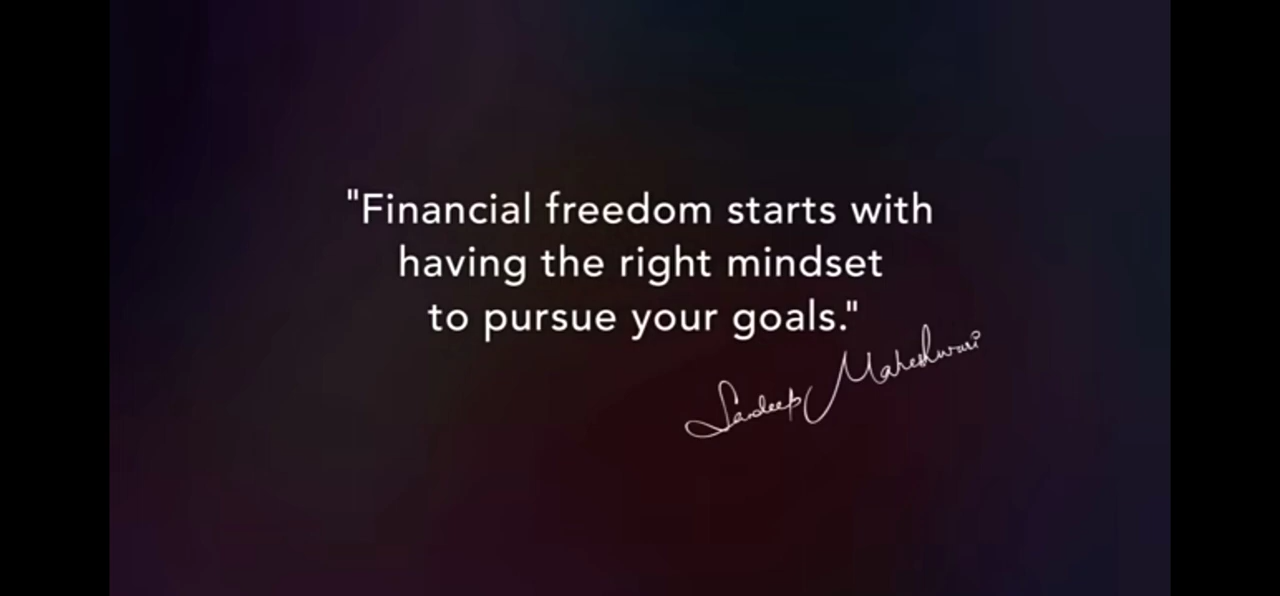 "Financial freedom starts with
having the right mindset
to pursue your goals."
Sandeep Maheshwari